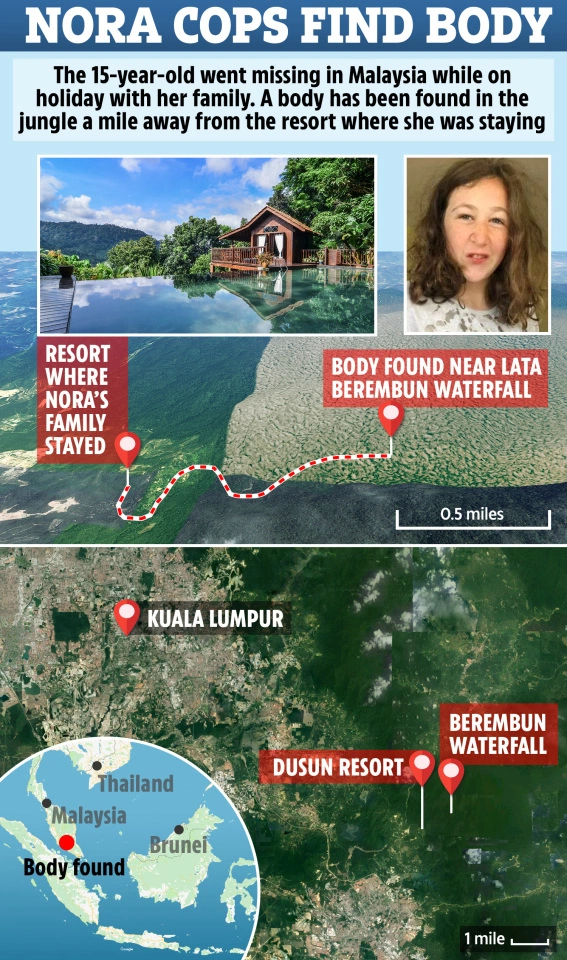 NORA COPS FIND BODY
The 15-year-old went missing in Malaysia while on
holiday with her family. A body has been found in the
jungle a mile away from the resort where she was staying
RESORT
WHERE
NORA'S
FAMILY
STAYED
BODY FOUND NEAR LATA
BEREMBUN WATERFALL
0.5 miles
KUALA LUMPUR
BEREMBUN
WATERFALL
DUSUN RESORT
Thailand
Malaysia
Brunei
Body found
1 mile